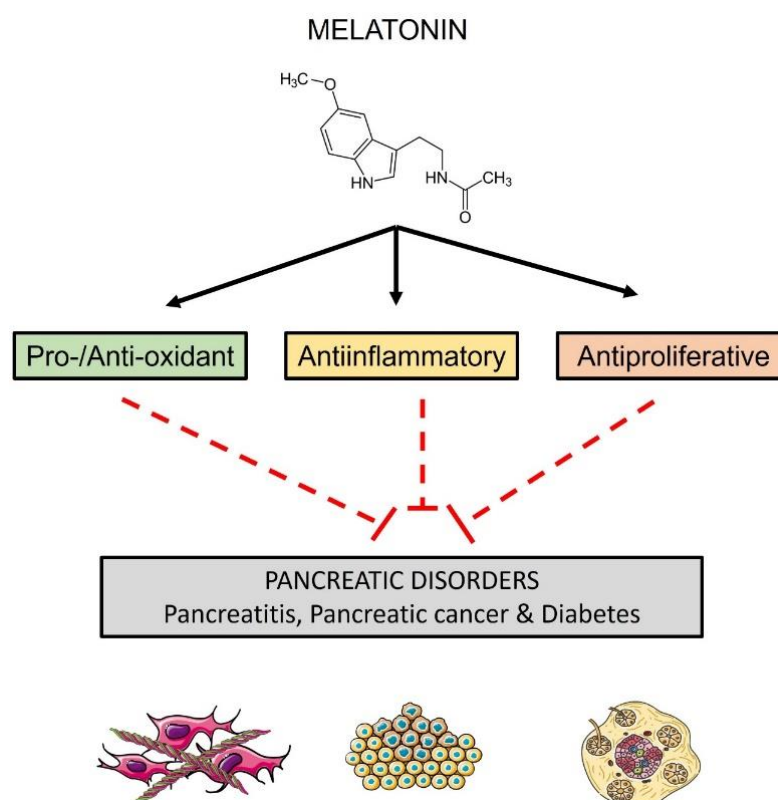 MELATONIN
H₃C
O
HN
HN
CH₃
O
Pro-/Anti-oxidant
Antiinflammatory
Antiproliferative
PANCREATIC DISORDERS
Pancreatitis, Pancreatic cancer & Diabetes